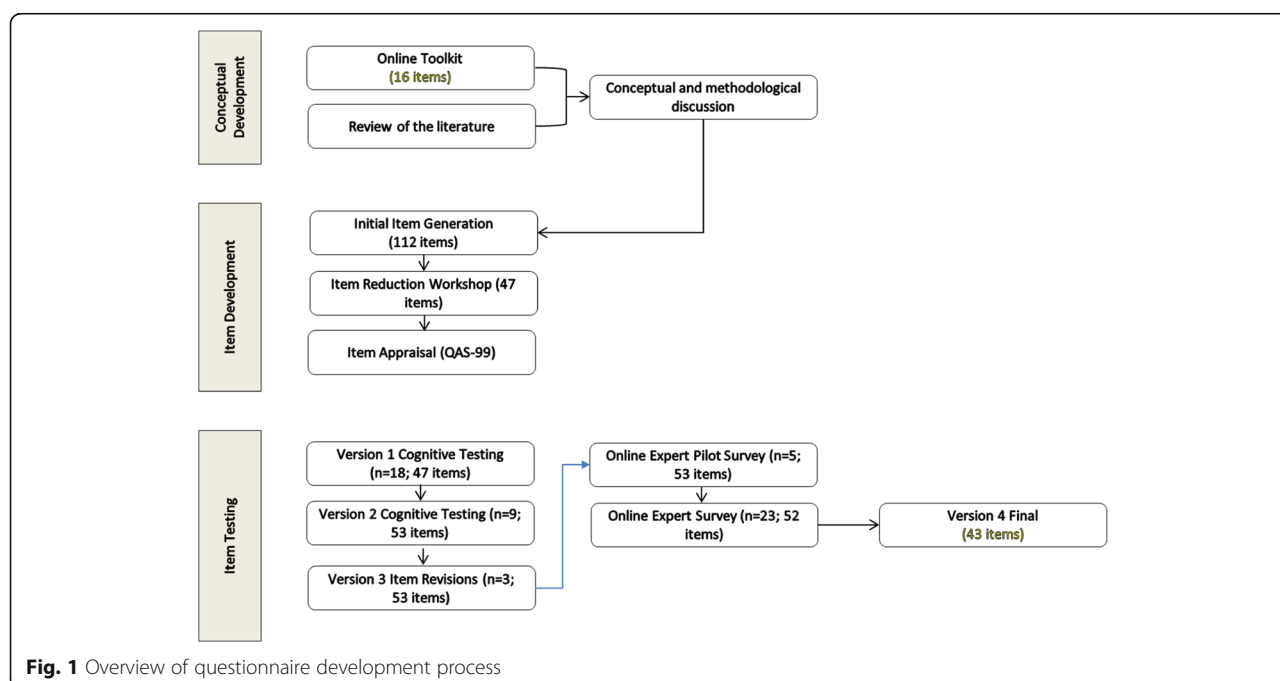 Conceptual
Development
Online Toolkit
(16 items)
Review of the literature
Conceptual and methodological
discussion
Item Development
Initial Item Generation
(112 items)
Item Reduction Workshop (47
items)
Item Appraisal (QAS-99)
Item Testing
Version 1 Cognitive Testing
(n=18; 47 items)
Version 2 Cognitive Testing (n=9;
53 items)
Version 3 Item Revisions (n=3;
53 items)
Online Expert Pilot Survey (n=5;
53 items)
Online Expert Survey (n=23; 52
items)
Version 4 Final
(43 items)
Fig. 1 Overview of questionnaire development process